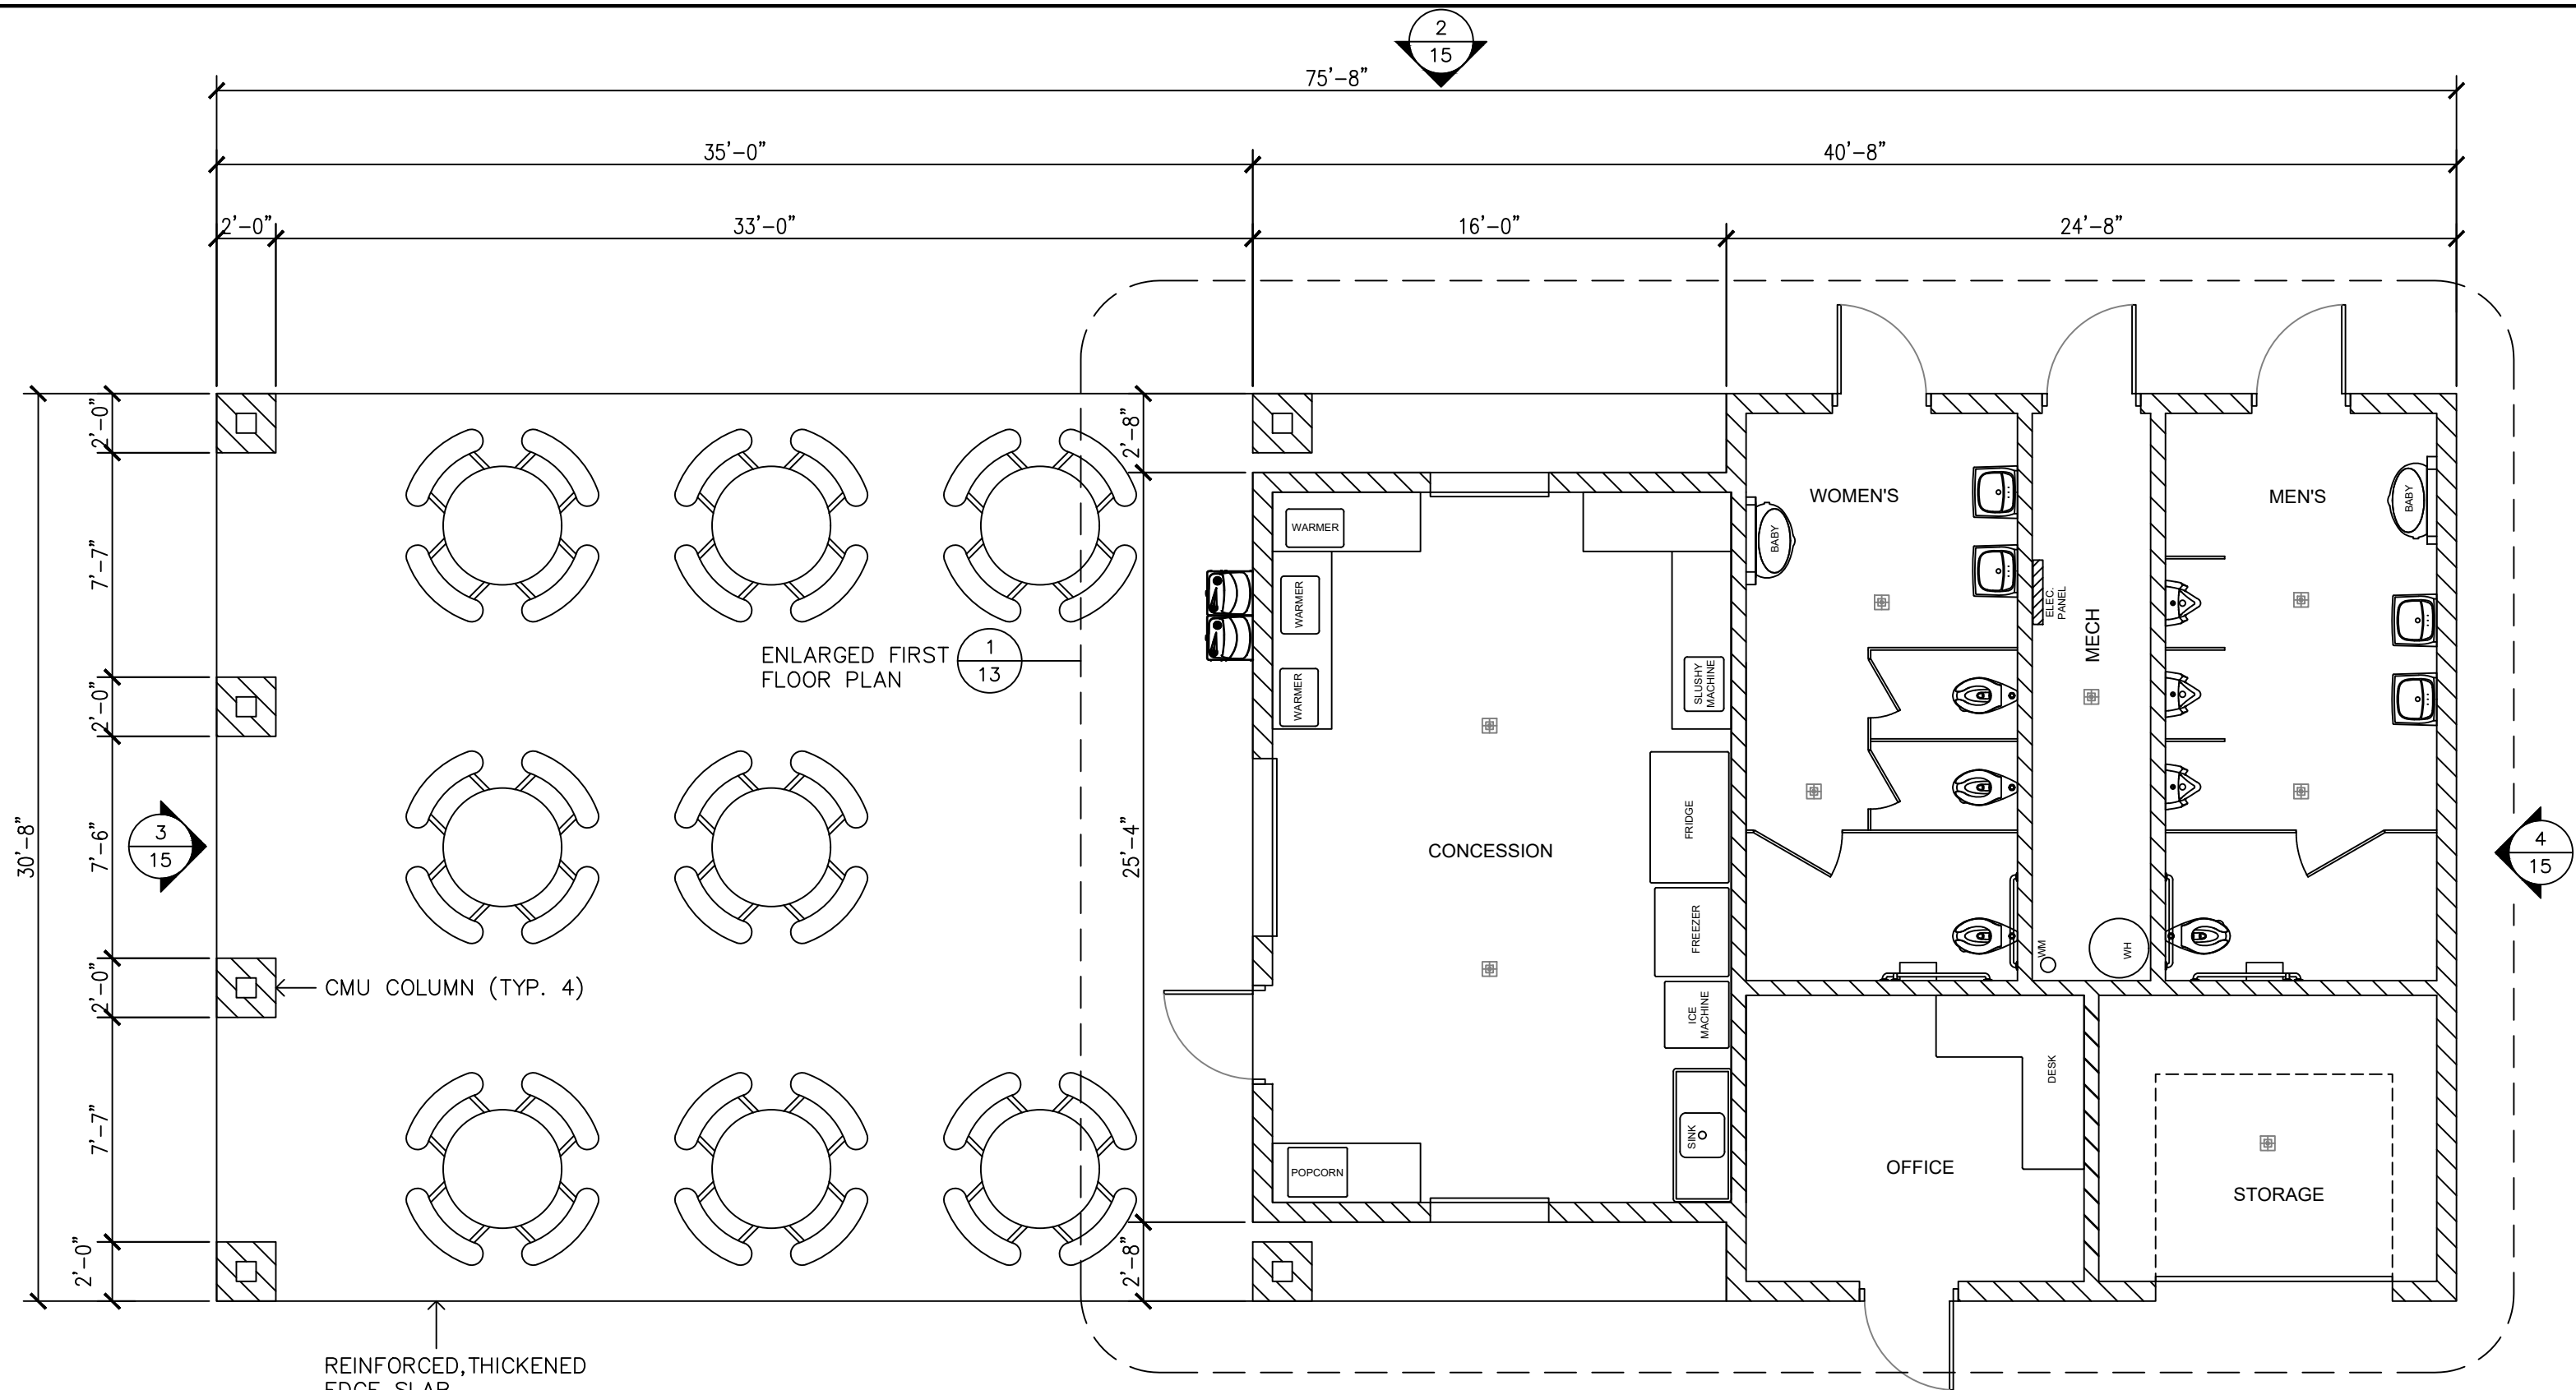 2
15
75'-8"
35'-0"
40'-8"
2'-0"
33'-0"
16'-0"
24'-8"
2'-0"
7'-7"
2'-0"
7'-6"
2'-0"
7'-7"
2'-0"
30'-8"
3
15
2'-8"
25'-4"
2'-8"
ENLARGED FIRST
FLOOR PLAN
1
13
CMU COLUMN (TYP. 4)
REINFORCED,THICKENED
EDGE SLAB
WARMER
WARMER
WARMER
SLUSHY
MACHINE
FRIDGE
CONCESSION
FREEZER
ICE
MACHINE
SINK
POPCORN
WOMEN'S
BABY
ELEC.
PANEL
MECH
WM
WH
MEN'S
BABY
4
15
OFFICE
DESK
STORAGE